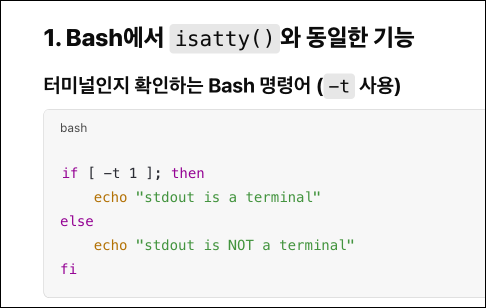 1. Bash에서 isatty()와 동일한 기능
터미널인지 확인하는 Bash 명령어 (-t 사용)
bash
if [ -t 1 ]; then
    echo "stdout is a terminal"
else
    echo "stdout is NOT a terminal"
fi